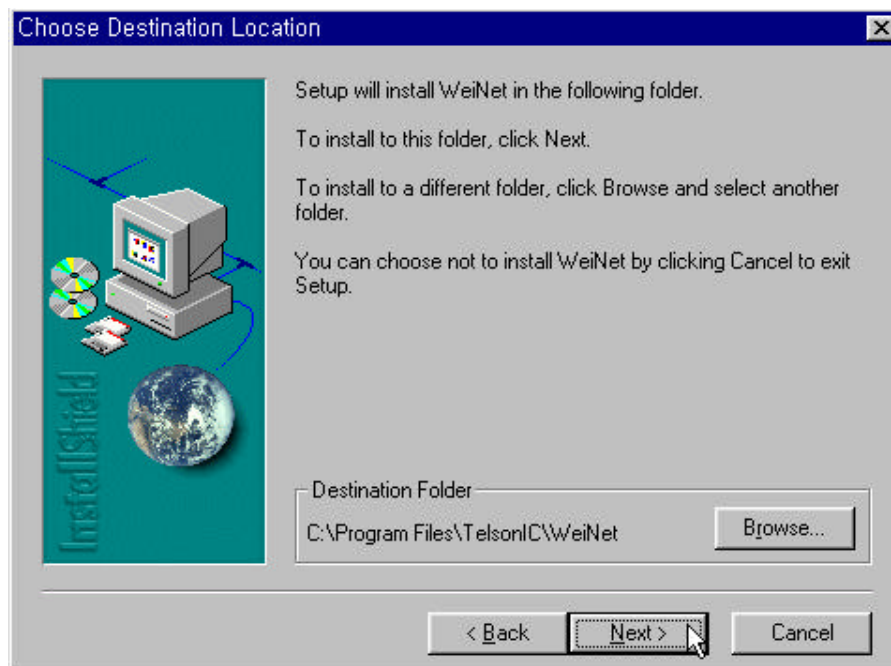 Choose Destination Location
Setup will install WeiNet in the following folder.
To install to this folder, click Next.
To install to a different folder, click Browse and select another
folder.
You can choose not to install WeiNet by clicking Cancel to exit
Setup.
InstallShield
Destination Folder
C:\Program Files\TelsonIC\WeiNet
Browse...
< Back
Next >
Cancel